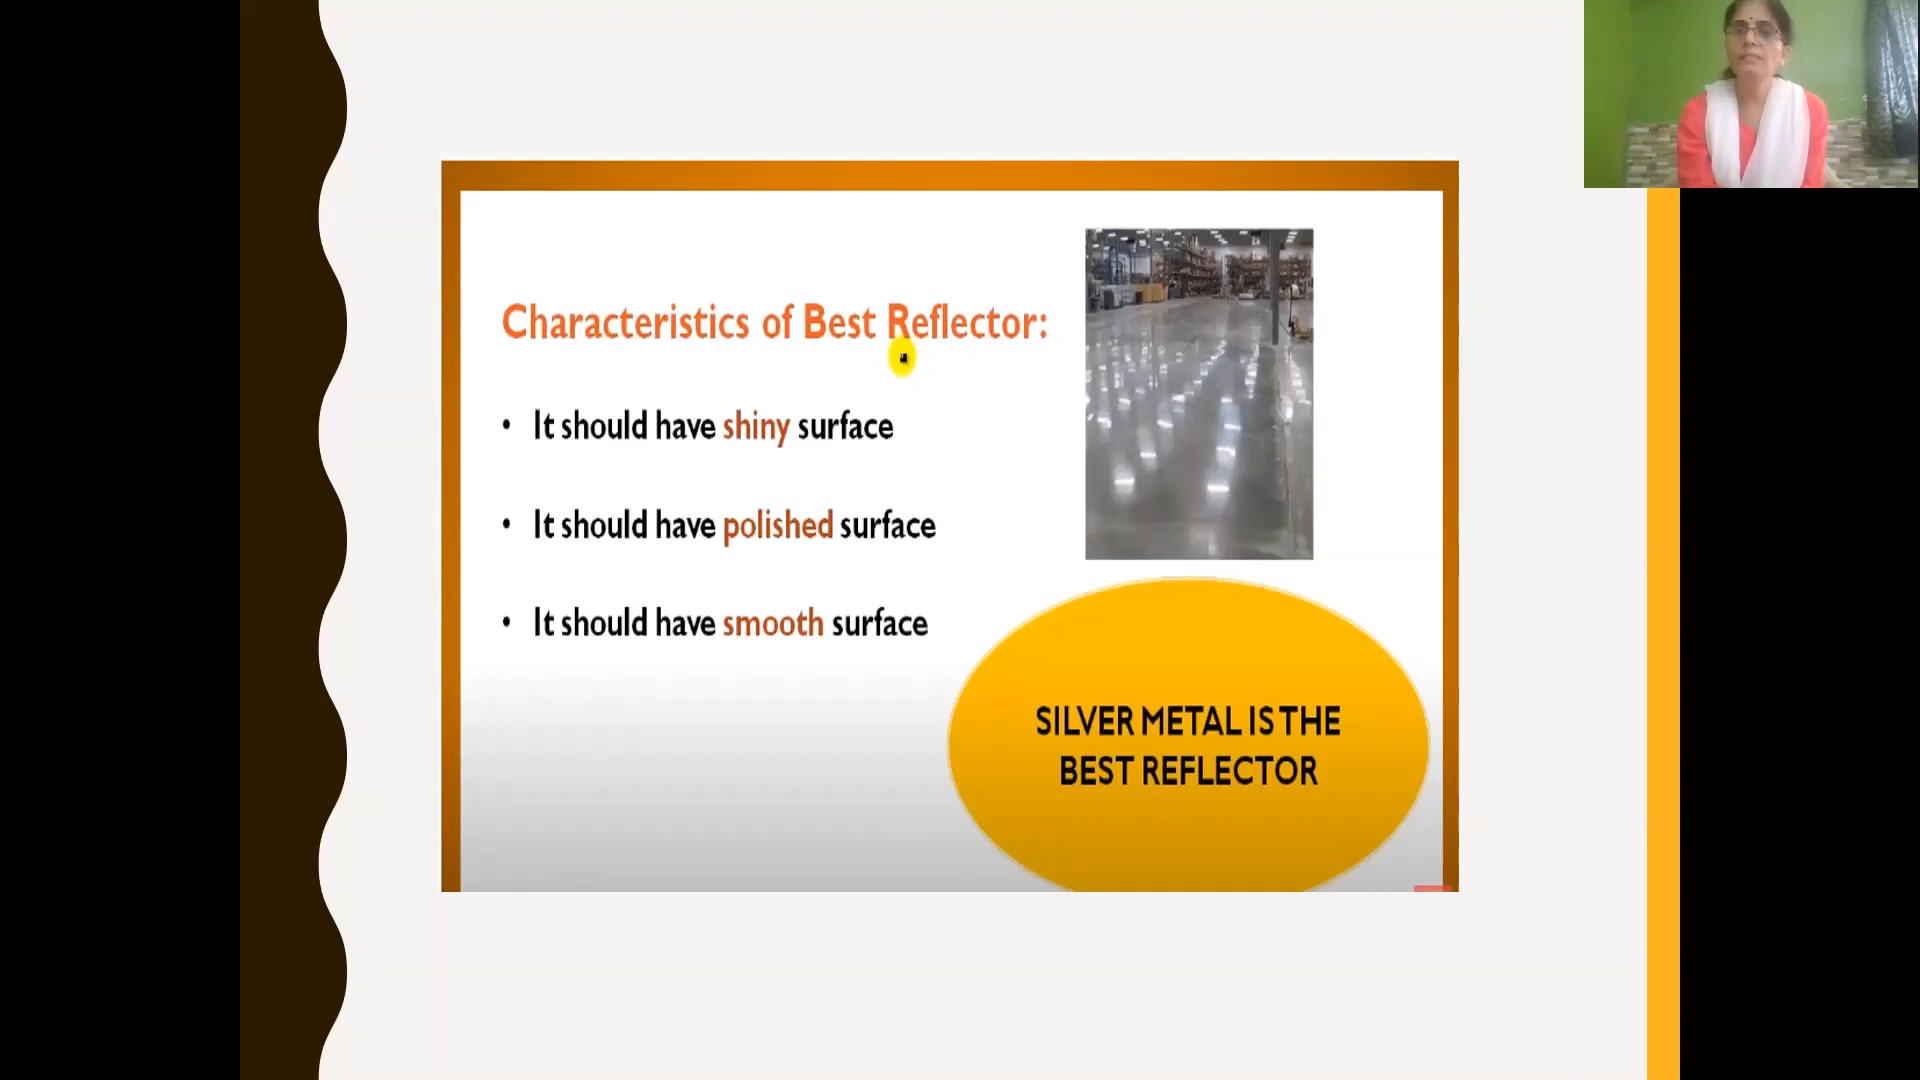 Characteristics of Best Reflector:
• It should have shiny surface
• It should have polished surface
• It should have smooth surface
SILVER METAL IS THE
BEST REFLECTOR